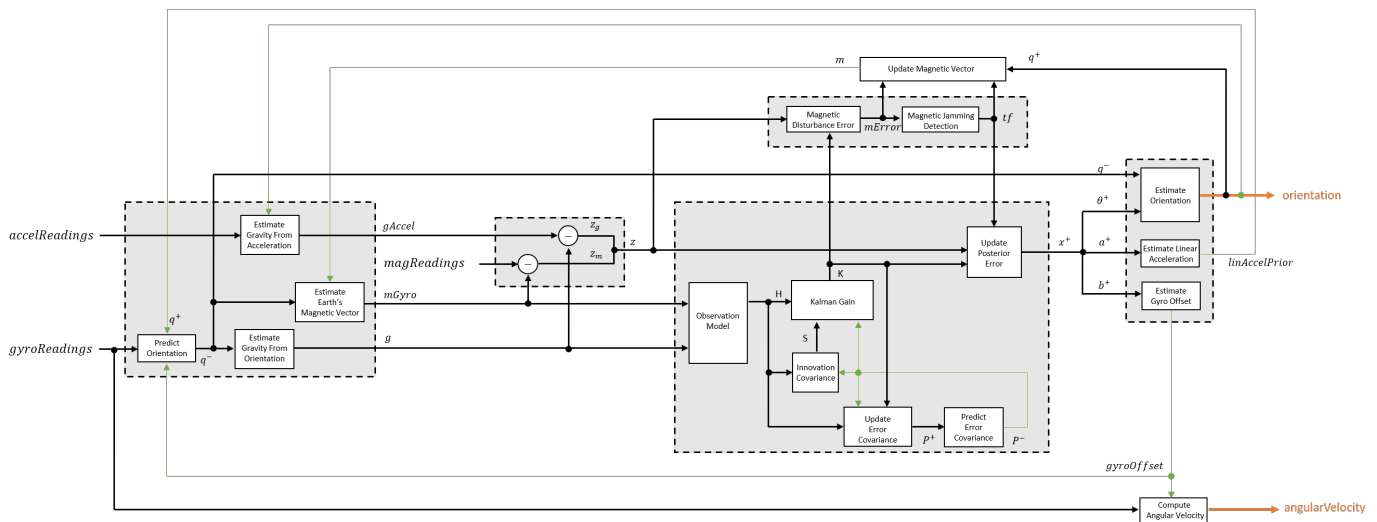 m
Update Magnetic Vector
q⁺
Magnetic
Disturbance Error
mError
Magnetic Jamming
Detection
tf
q⁻
Estimate
Orientation
orientation
θ⁺
accelReadings
Estimate
Gravity From
Acceleration
gAccel
z_g
−
z
z_m
−
magReadings
Update
Posterior
Error
x⁺
a⁺
Estimate Linear
Acceleration
linAccelPrior
b⁺
Estimate
Gyro Offset
K
Estimate
Earth's
Magnetic Vector
mGyro
Observation
Model
H
Kalman Gain
q⁺
gyroReadings
Predict
Orientation
q⁻
Estimate
Gravity From
Orientation
g
S
Innovation
Covariance
Update
Error
Covariance
P⁺
Predict
Error
Covariance
P⁻
gyroOffset
Compute
Angular Velocity
angularVelocity